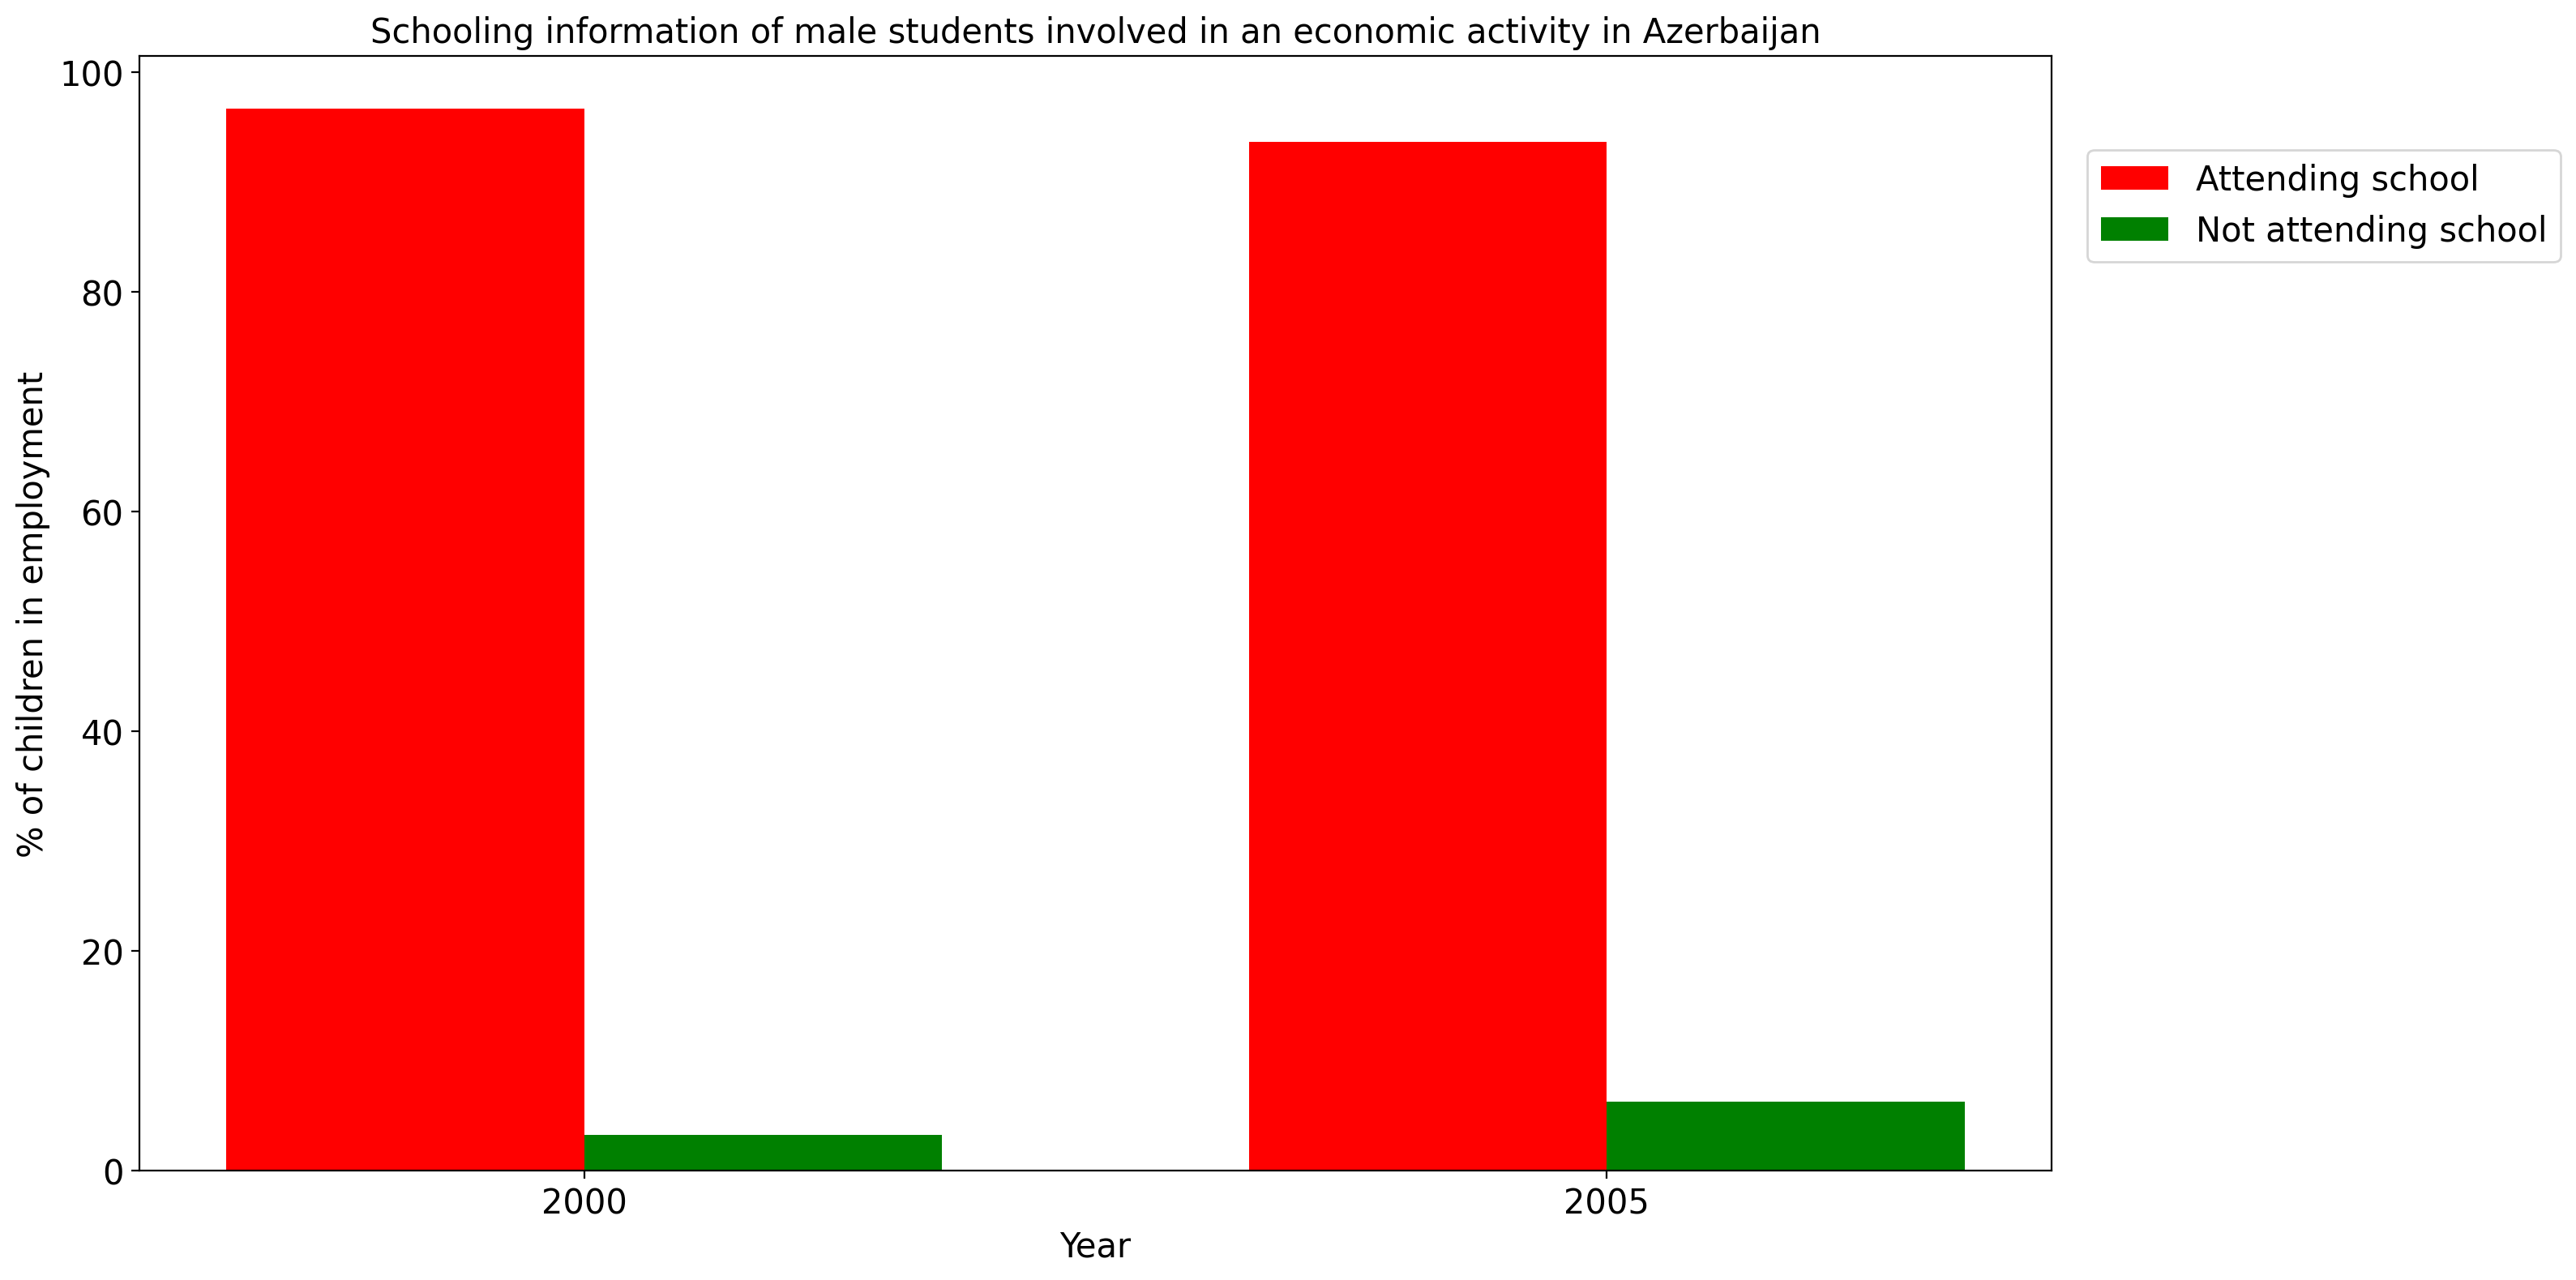 Schooling information of male students involved in an economic activity in Azerbaijan
100
80
60
40
20
0
% of children in employment
2000
2005
Year
Attending school
Not attending school